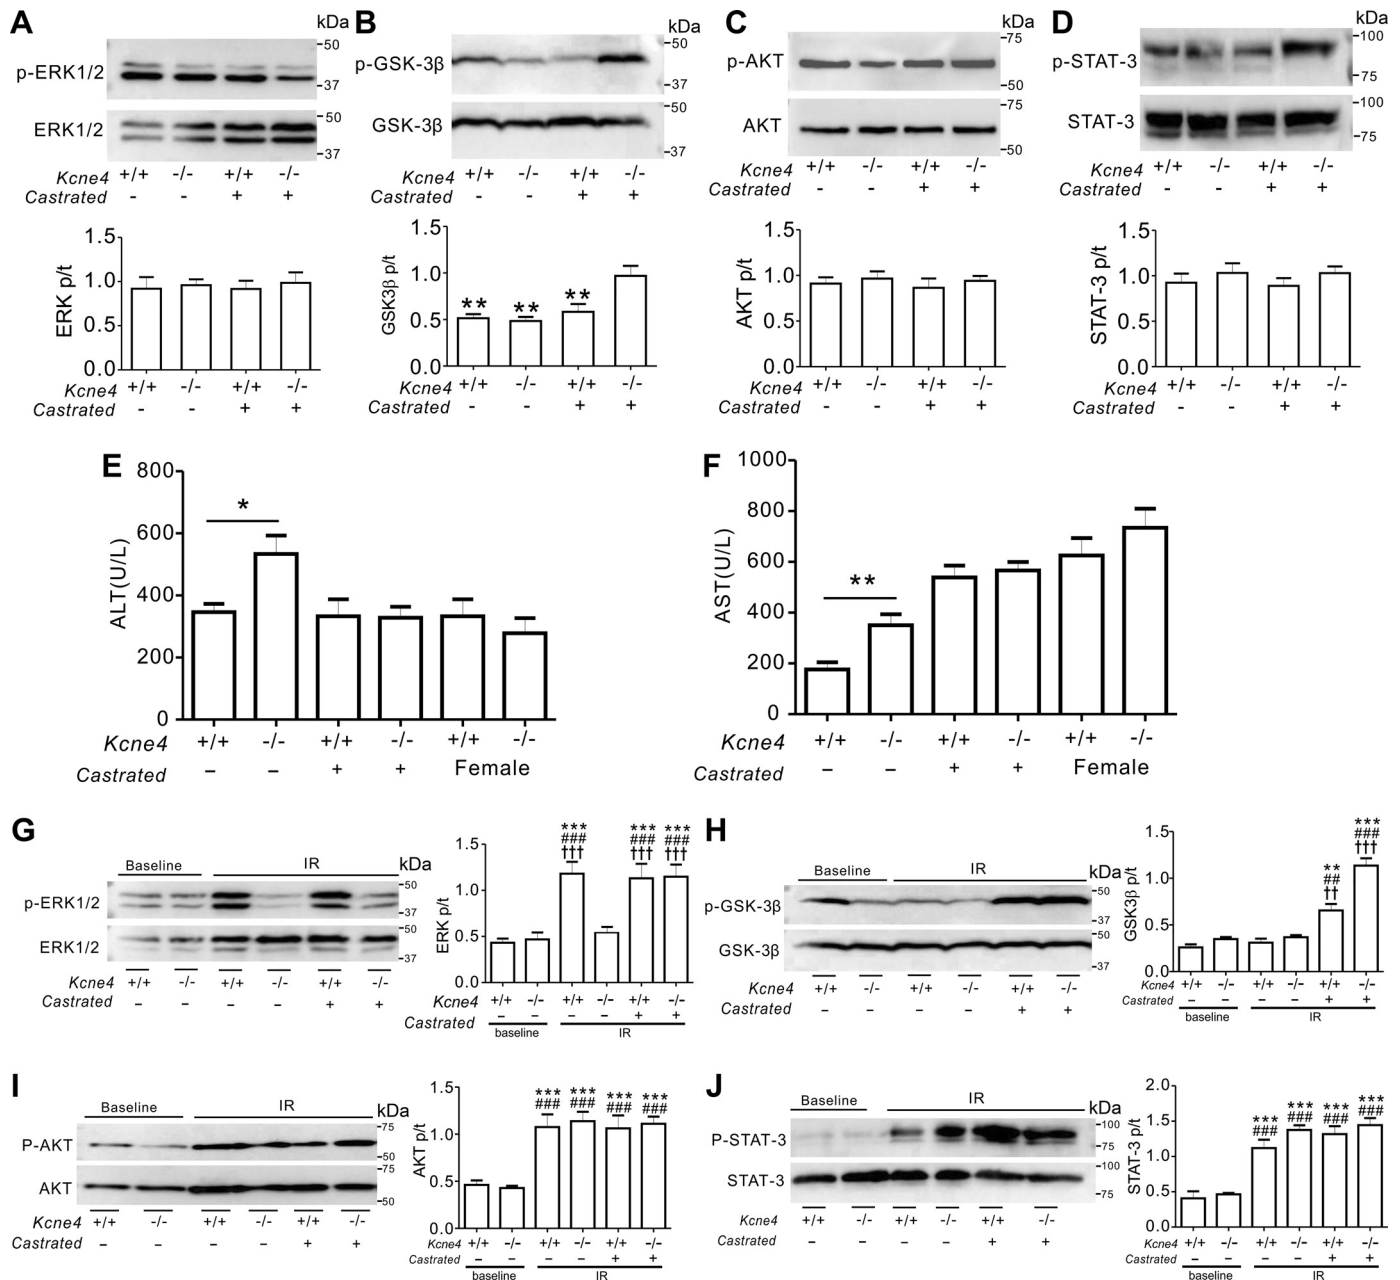 A
kDa
p-ERK1/2
-50
-37
ERK1/2
-50
-37
Kcne4 +/+ -/- +/+ -/-
Castrated - - + +
ERK p/t
1.5
1.0
0.5
0.0
Kcne4 +/+ -/- +/+ -/-
Castrated - - + +
B
kDa
p-GSK-3β
-50
-37
GSK-3β
-50
-37
Kcne4 +/+ -/- +/+ -/-
Castrated - - + +
GSK3β p/t
1.5
1.0
0.5
0.0
** ** **
Kcne4 +/+ -/- +/+ -/-
Castrated - - + +
C
kDa
p-AKT
-75
-50
AKT
-75
-50
Kcne4 +/+ -/- +/+ -/-
Castrated - - + +
AKT p/t
1.5
1.0
0.5
0.0
Kcne4 +/+ -/- +/+ -/-
Castrated - - + +
D
kDa
p-STAT-3
-100
-75
STAT-3
-100
-75
Kcne4 +/+ -/- +/+ -/-
Castrated - - + +
STAT-3 p/t
1.5
1.0
0.5
0.0
Kcne4 +/+ -/- +/+ -/-
Castrated - - + +
E
ALT(U/L)
800
600
400
200
0
*
Kcne4 +/+ -/- +/+ -/- +/+ -/-
Castrated – – + + Female
F
AST(U/L)
1000
800
600
400
200
0
**
Kcne4 +/+ -/- +/+ -/- +/+ -/-
Castrated – – + + Female
G
Baseline IR kDa
p-ERK1/2
-50
-37
ERK1/2
-50
-37
Kcne4 +/+ -/- +/+ -/- +/+ -/-
Castrated – – – – + +
ERK p/t
1.5
1.0
0.5
0.0
*** *** ***
### ### ###
††† ††† †††
Kcne4 +/+ -/- +/+ -/- +/+ -/-
Castrated – – – – + +
baseline IR
H
Baseline IR kDa
p-GSK-3β
-50
-37
GSK-3β
-50
-37
Kcne4 +/+ -/- +/+ -/- +/+ -/-
Castrated – – – – + +
GSK3β p/t
1.5
1.0
0.5
0.0
** ***
## ###
†† †††
Kcne4 +/+ -/- +/+ -/- +/+ -/-
Castrated – – – – + +
baseline IR
I
Baseline IR kDa
P-AKT
-75
-50
AKT
-75
-50
Kcne4 +/+ -/- +/+ -/- +/+ -/-
Castrated – – – – + +
AKT p/t
1.5
1.0
0.5
0.0
*** *** *** ***
### ### ### ###
Kcne4 +/+ -/- +/+ -/- +/+ -/-
Castrated – – – – + +
baseline IR
J
Baseline IR kDa
P-STAT-3
-100
-75
STAT-3
-100
-75
Kcne4 +/+ -/- +/+ -/- +/+ -/-
Castrated – – – – + +
STAT-3 p/t
2.0
1.5
1.0
0.5
0.0
*** *** *** ***
### ### ### ###
Kcne4 +/+ -/- +/+ -/- +/+ -/-
Castrated – – – – + +
baseline IR